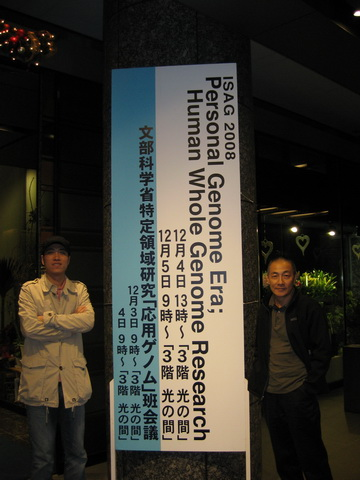 ISAG 2008
Personal Genome Era;
Human Whole Genome Research
12月4日 13時～「3階 光の間」
12月5日 9時～「3階 光の間」
文部科学省特定領域研究「応用ゲノム」班会議
12月3日 9時～「3階 光の間」
4日 9時～「3階 光の間」